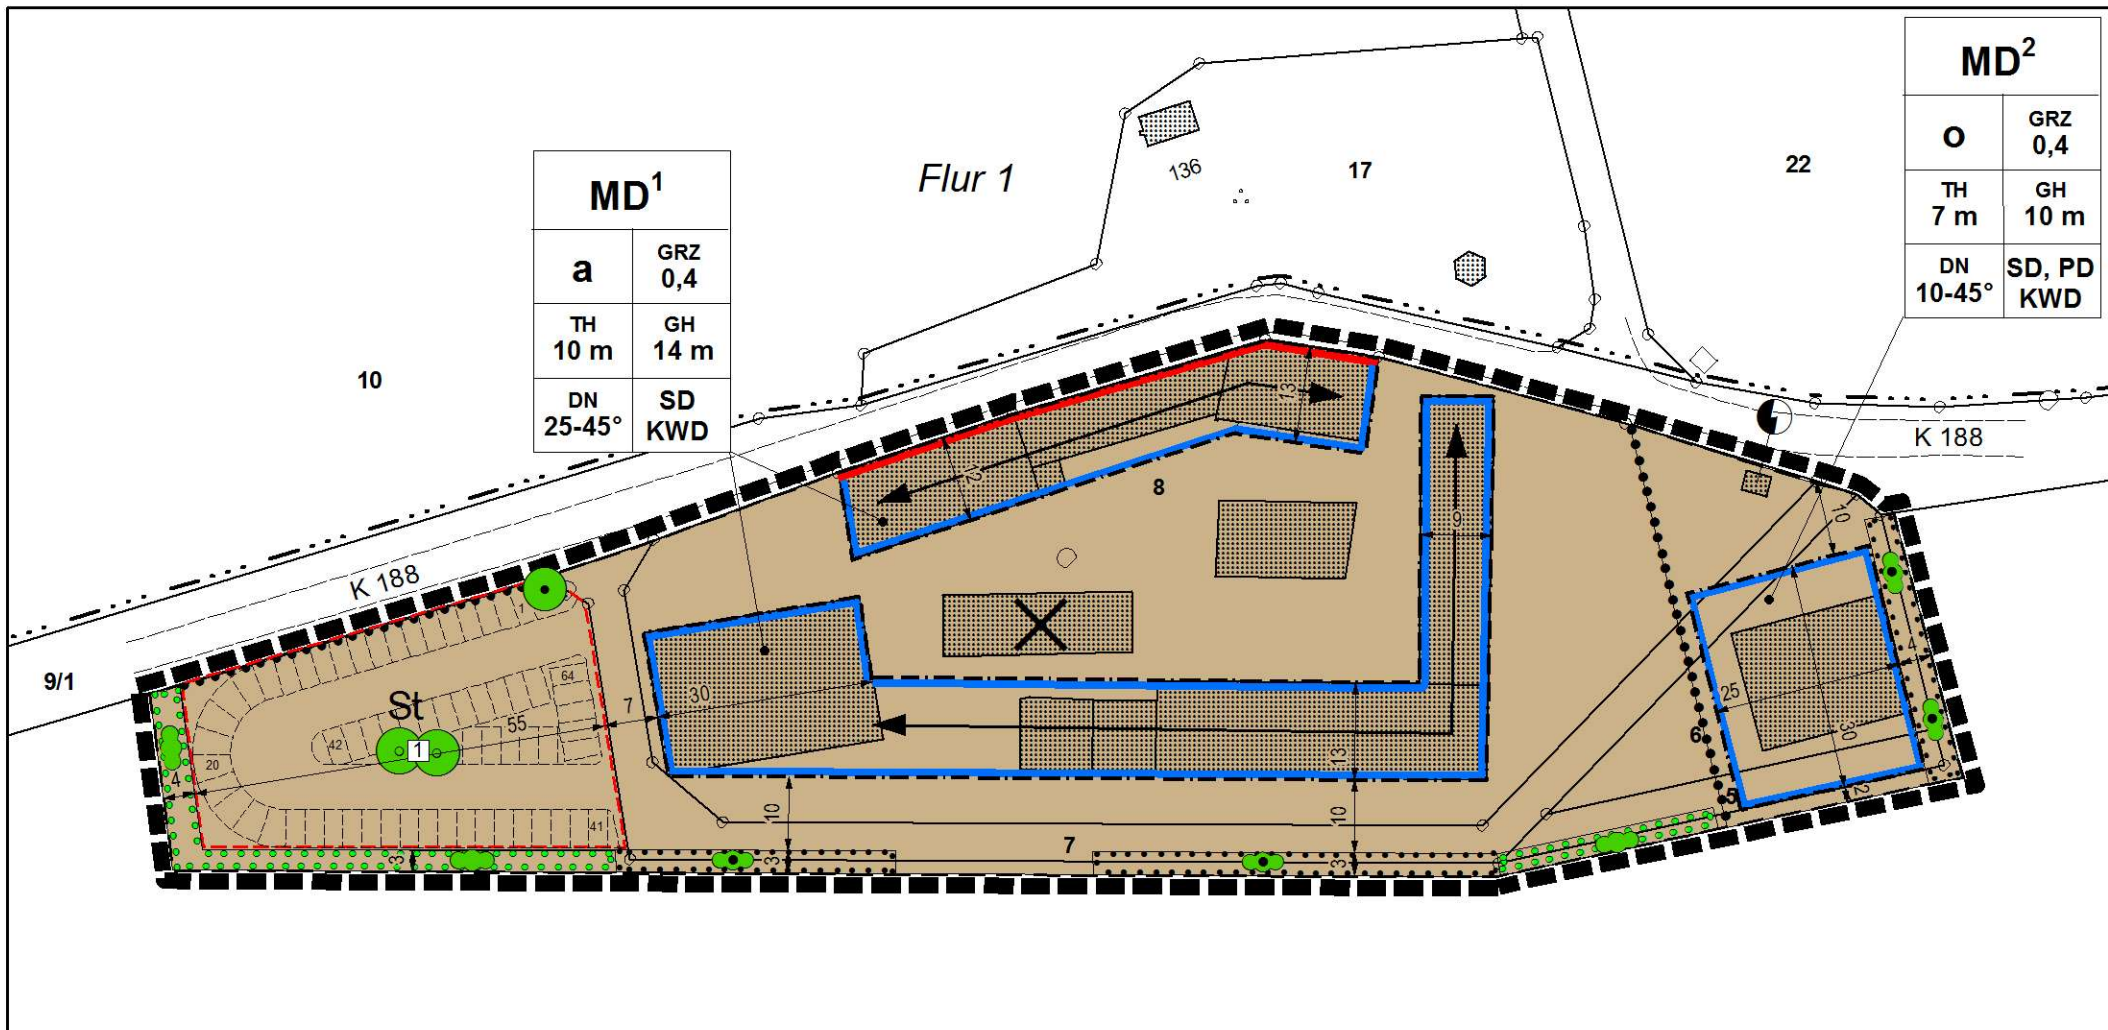 MD²
o
GRZ
0,4
TH
7 m
GH
10 m
DN
10-45°
SD, PD
KWD
MD¹
a
GRZ
0,4
TH
10 m
GH
14 m
DN
25-45°
SD
KWD
Flur 1
136
17
22
10
K 188
K 188
9/1
13
12
8
9
10
1
64
St
55
7
30
42
1
20
4
41
3
10
3
7
13
10
3
25
30
4
6
5
2